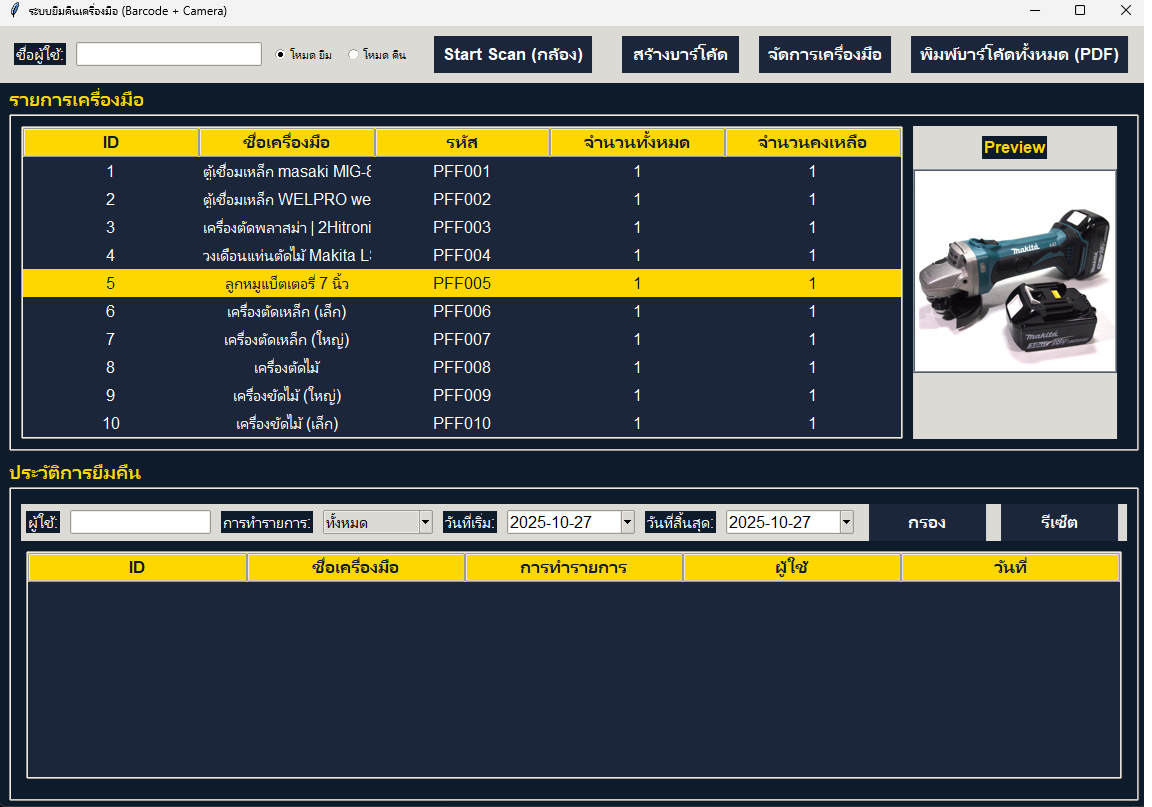 ระบบยืมคืนเครื่องมือ (Barcode + Camera)
ชื่อผู้ใช้: โหมด ยืม โหมด คืน Start Scan (กล้อง) สร้างบาร์โค้ด จัดการเครื่องมือ พิมพ์บาร์โค้ดทั้งหมด (PDF)
รายการเครื่องมือ
ID ชื่อเครื่องมือ รหัส จำนวนทั้งหมด จำนวนคงเหลือ
1 ตู้เชื่อมเหล็ก masaki MIG-8 PFF001 1 1
2 ตู้เชื่อมเหล็ก WELPRO we PFF002 1 1
3 เครื่องตัดพลาสม่า | 2Hitroni PFF003 1 1
4 วงเดือนแท่นตัดไม้ Makita LS PFF004 1 1
5 ลูกหมูแบ็ตเตอรี่ 7 นิ้ว PFF005 1 1
6 เครื่องตัดเหล็ก (เล็ก) PFF006 1 1
7 เครื่องตัดเหล็ก (ใหญ่) PFF007 1 1
8 เครื่องตัดไม้ PFF008 1 1
9 เครื่องขัดไม้ (ใหญ่) PFF009 1 1
10 เครื่องขัดไม้ (เล็ก) PFF010 1 1
Preview
makita
makita
ประวัติการยืมคืน
ผู้ใช้: การทำรายการ: ทั้งหมด วันที่เริ่ม: 2025-10-27 วันที่สิ้นสุด: 2025-10-27 กรอง รีเซ็ต
ID ชื่อเครื่องมือ การทำรายการ ผู้ใช้ วันที่